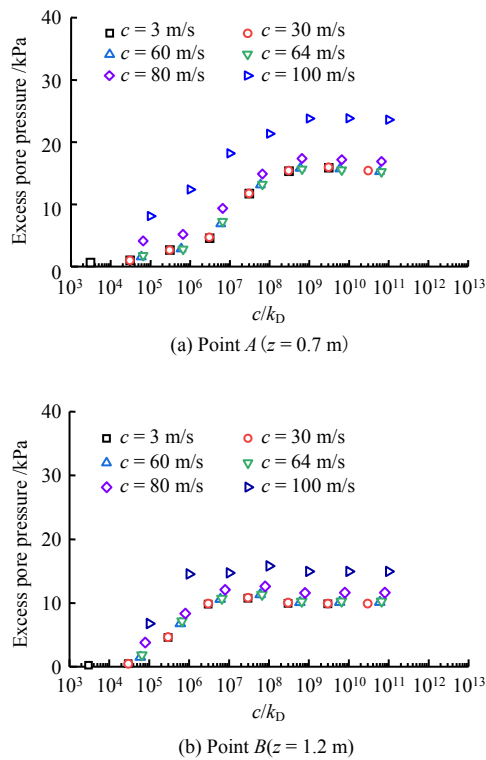 40
c = 3 m/s
c = 30 m/s
c = 60 m/s
c = 64 m/s
30
c = 80 m/s
c = 100 m/s
20
10
0
Excess pore pressure /kPa
10³ 10⁴ 10⁵ 10⁶ 10⁷ 10⁸ 10⁹ 10¹⁰ 10¹¹ 10¹² 10¹³
c/k_D
(a) Point A (z = 0.7 m)
40
c = 3 m/s
c = 30 m/s
c = 60 m/s
c = 64 m/s
30
c = 80 m/s
c = 100 m/s
20
10
0
Excess pore pressure /kPa
10³ 10⁴ 10⁵ 10⁶ 10⁷ 10⁸ 10⁹ 10¹⁰ 10¹¹ 10¹² 10¹³
c/k_D
(b) Point B(z = 1.2 m)